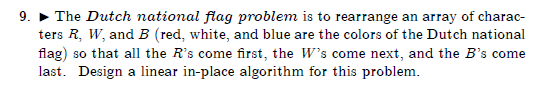 9. ▶ The Dutch national flag problem is to rearrange an array of charac-
ters R, W, and B (red, white, and blue are the colors of the Dutch national
flag) so that all the R's come first, the W's come next, and the B's come
last. Design a linear in-place algorithm for this problem.